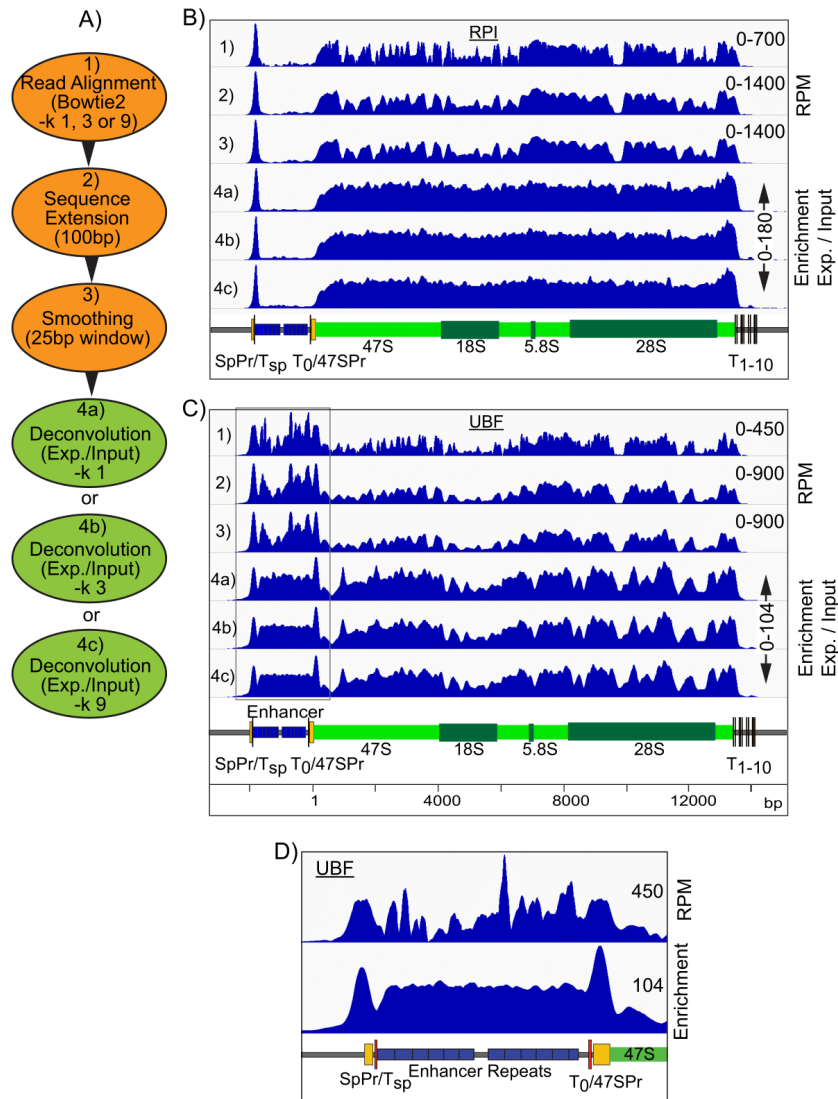 A)
1)
Read Alignment
(Bowtie2
-k 1, 3 or 9)
2)
Sequence
Extension
(100bp)
3)
Smoothing
(25bp window)
4a)
Deconvolution
(Exp./Input)
-k 1
or
4b)
Deconvolution
(Exp./Input)
-k 3
or
4c)
Deconvolution
(Exp./Input)
-k 9
B)
RPI
1)
0-700
2)
0-1400
3)
0-1400
RPM
4a)
4b)
4c)
0-180
Enrichment
Exp. / Input
SpPr/Tsp T0/47SPr
47S
18S
5.8S
28S
T1-10
C)
UBF
1)
0-450
2)
0-900
3)
0-900
RPM
4a)
4b)
4c)
0-104
Enrichment
Exp. / Input
Enhancer
SpPr/Tsp T0/47SPr
47S
18S
5.8S
28S
T1-10
1 4000 8000 12000 bp
D)
UBF
450
RPM
104
Enrichment
47S
SpPr/Tsp
Enhancer Repeats
T0/47SPr